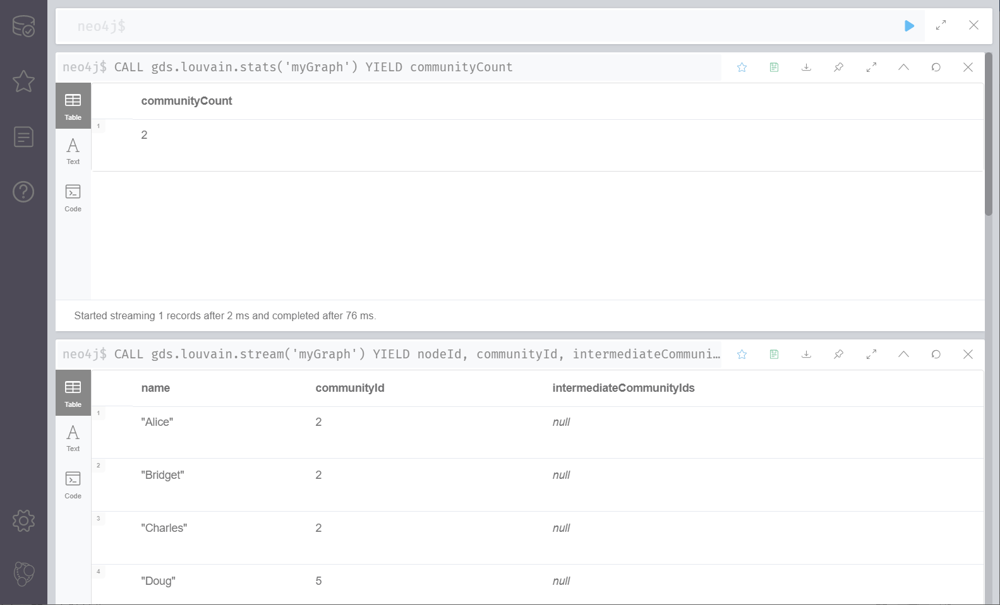 neo4j$
neo4j$ CALL gds.louvain.stats('myGraph') YIELD communityCount
Table
communityCount
1
2
Text
Code
Started streaming 1 records after 2 ms and completed after 76 ms.
neo4j$ CALL gds.louvain.stream('myGraph') YIELD nodeId, communityId, intermediateCommuni…
Table
name communityId intermediateCommunityIds
1
"Alice" 2 null
Text
2
"Bridget" 2 null
Code
3
"Charles" 2 null
4
"Doug" 5 null